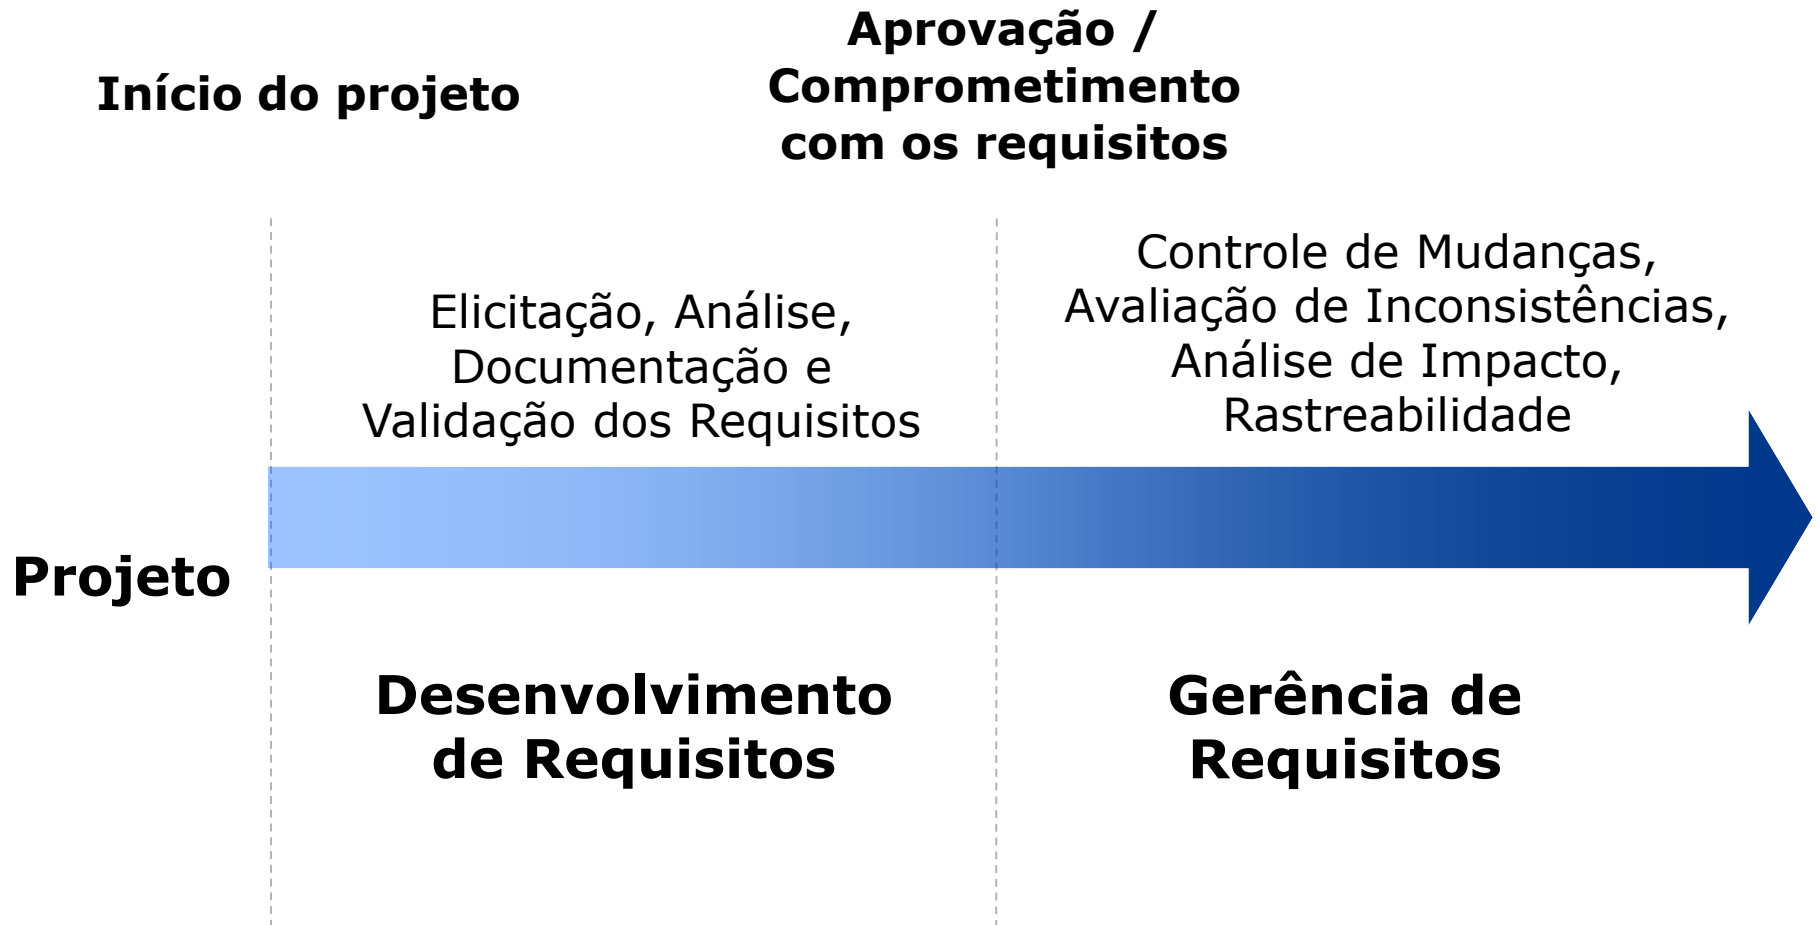 Início do projeto
Aprovação /
Comprometimento
com os requisitos
Elicitação, Análise,
Documentação e
Validação dos Requisitos
Controle de Mudanças,
Avaliação de Inconsistências,
Análise de Impacto,
Rastreabilidade
Projeto
Desenvolvimento
de Requisitos
Gerência de
Requisitos